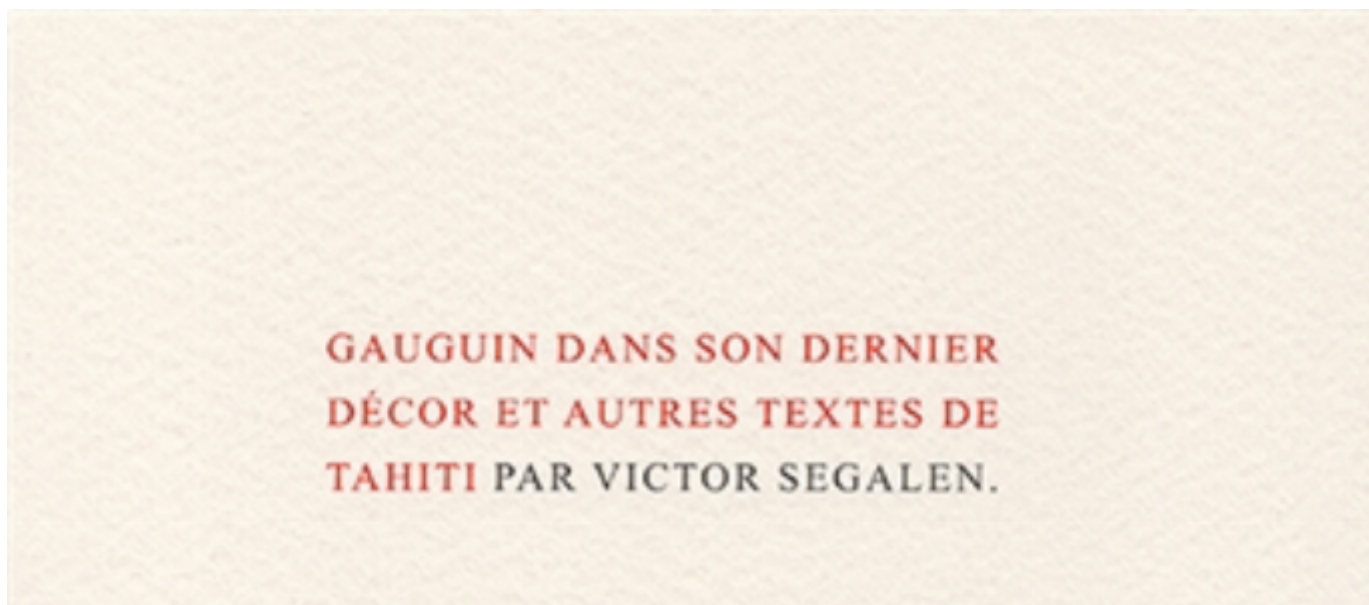 GAUGUIN DANS SON DERNIER
DÉCOR ET AUTRES TEXTES DE
TAHITI PAR VICTOR SEGALEN.